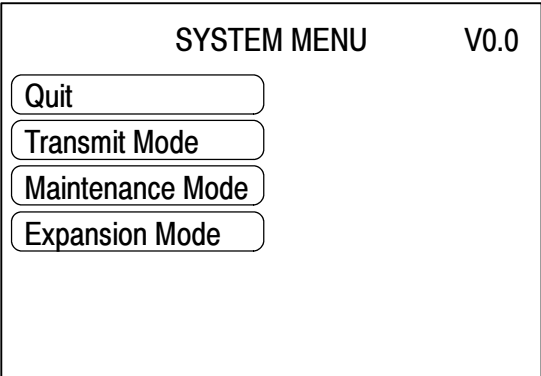 SYSTEM MENU V0.0
Quit
Transmit Mode
Maintenance Mode
Expansion Mode